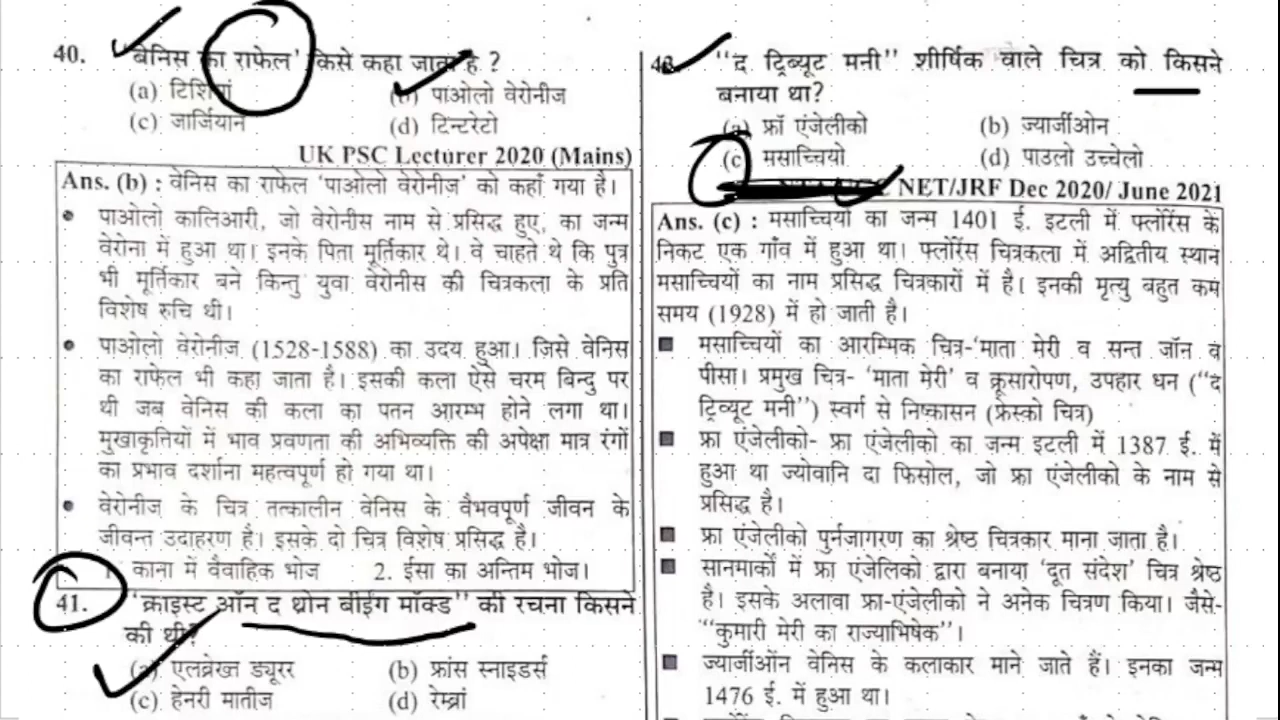 40. 'वेनिस का राफेल' किसे कहा जाता है ?
(a) टिशियां
(b) पाओलो वेरोनीज
(c) जार्जियान
(d) टिन्टरेटो
UK PSC Lecturer 2020 (Mains)
Ans. (b) : वेनिस का राफेल 'पाओलो वेरोनीज' को कहाँ गया है।
पाओलो कालिआरी, जो वेरोनीस नाम से प्रसिद्ध हुए, का जन्म
वेरोना में हुआ था। इनके पिता मूर्तिकार थे। वे चाहते थे कि पुत्र
भी मूर्तिकार बने किन्तु युवा वेरोनीस की चित्रकला के प्रति
विशेष रुचि थी।
पाओलो वेरोनीज (1528-1588) का उदय हुआ। जिसे वेनिस
का राफेल भी कहा जाता है। इसकी कला ऐसे चरम बिन्दु पर
थी जब वेनिस की कला का पतन आरम्भ होने लगा था।
मुखाकृत्तियों में भाव प्रवणता की अभिव्यक्ति की अपेक्षा मात्र रंगों
का प्रभाव दर्शाना महत्वपूर्ण हो गया था।
वेरोनीज के चित्र तत्कालीन वेनिस के वैभवपूर्ण जीवन के
जीवन्त उदाहरण है। इसके दो चित्र विशेष प्रसिद्ध है।
1. काना में वैवाहिक भोज 2. ईसा का अन्तिम भोज।
41. "क्राइस्ट ऑन द थ्रोन बीईंग मॉक्ड" की रचना किसने
की थी?
(a) एलब्रेख्त ड्यूरर
(b) फ्रांस स्नाइडर्स
(c) हेनरी मातीज
(d) रेम्ब्रां
"द ट्रिब्यूट मनी" शीर्षिक वाले चित्र को किसने
बनाया था?
(a) फ्रॉ एंजेलीको
(b) ज्यार्जीओन
(c) मसाच्चियो
(d) पाउलो उच्चेलो
NET/JRF Dec 2020/ June 2021
Ans. (c) : मसाच्चियों का जन्म 1401 ई. इटली में फ्लोरेंस के
निकट एक गाँव में हुआ था। फ्लोरेंस चित्रकला में अद्वितीय स्थान
मसाच्चियों का नाम प्रसिद्ध चित्रकारों में है। इनकी मृत्यु बहुत कम
समय (1928) में हो जाती है।
मसाच्चियों का आरम्भिक चित्र-'माता मेरी व सन्त जॉन व
पीसा। प्रमुख चित्र- 'माता मेरी' व क्रूसारोपण, उपहार धन ("द
ट्रिव्यूट मनी") स्वर्ग से निष्कासन (फ्रेस्को चित्र)
फ्रा एंजेलीको- फ्रा एंजेलीको का जन्म इटली में 1387 ई. में
हुआ था ज्योवानि दा फिसोल, जो फ्रा एंजेलीको के नाम से
प्रसिद्ध है।
फ्रा एंजेलीको पुर्नजागरण का श्रेष्ठ चित्रकार माना जाता है।
सानमार्को में फ्रा एंजेलिको द्वारा बनाया 'दूत संदेश' चित्र श्रेष्ठ
है। इसके अलावा फ्रा-एंजेलीको ने अनेक चित्रण किया। जैसे-
"कुमारी मेरी का राज्याभिषेक"।
ज्यार्जीओंन वेनिस के कलाकार माने जाते हैं। इनका जन्म
1476 ई. में हुआ था।